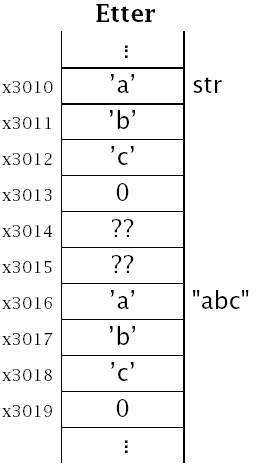 Etter
⋮
x3010 'a' str
x3011 'b'
x3012 'c'
x3013 0
x3014 ??
x3015 ??
x3016 'a' "abc"
x3017 'b'
x3018 'c'
x3019 0
⋮